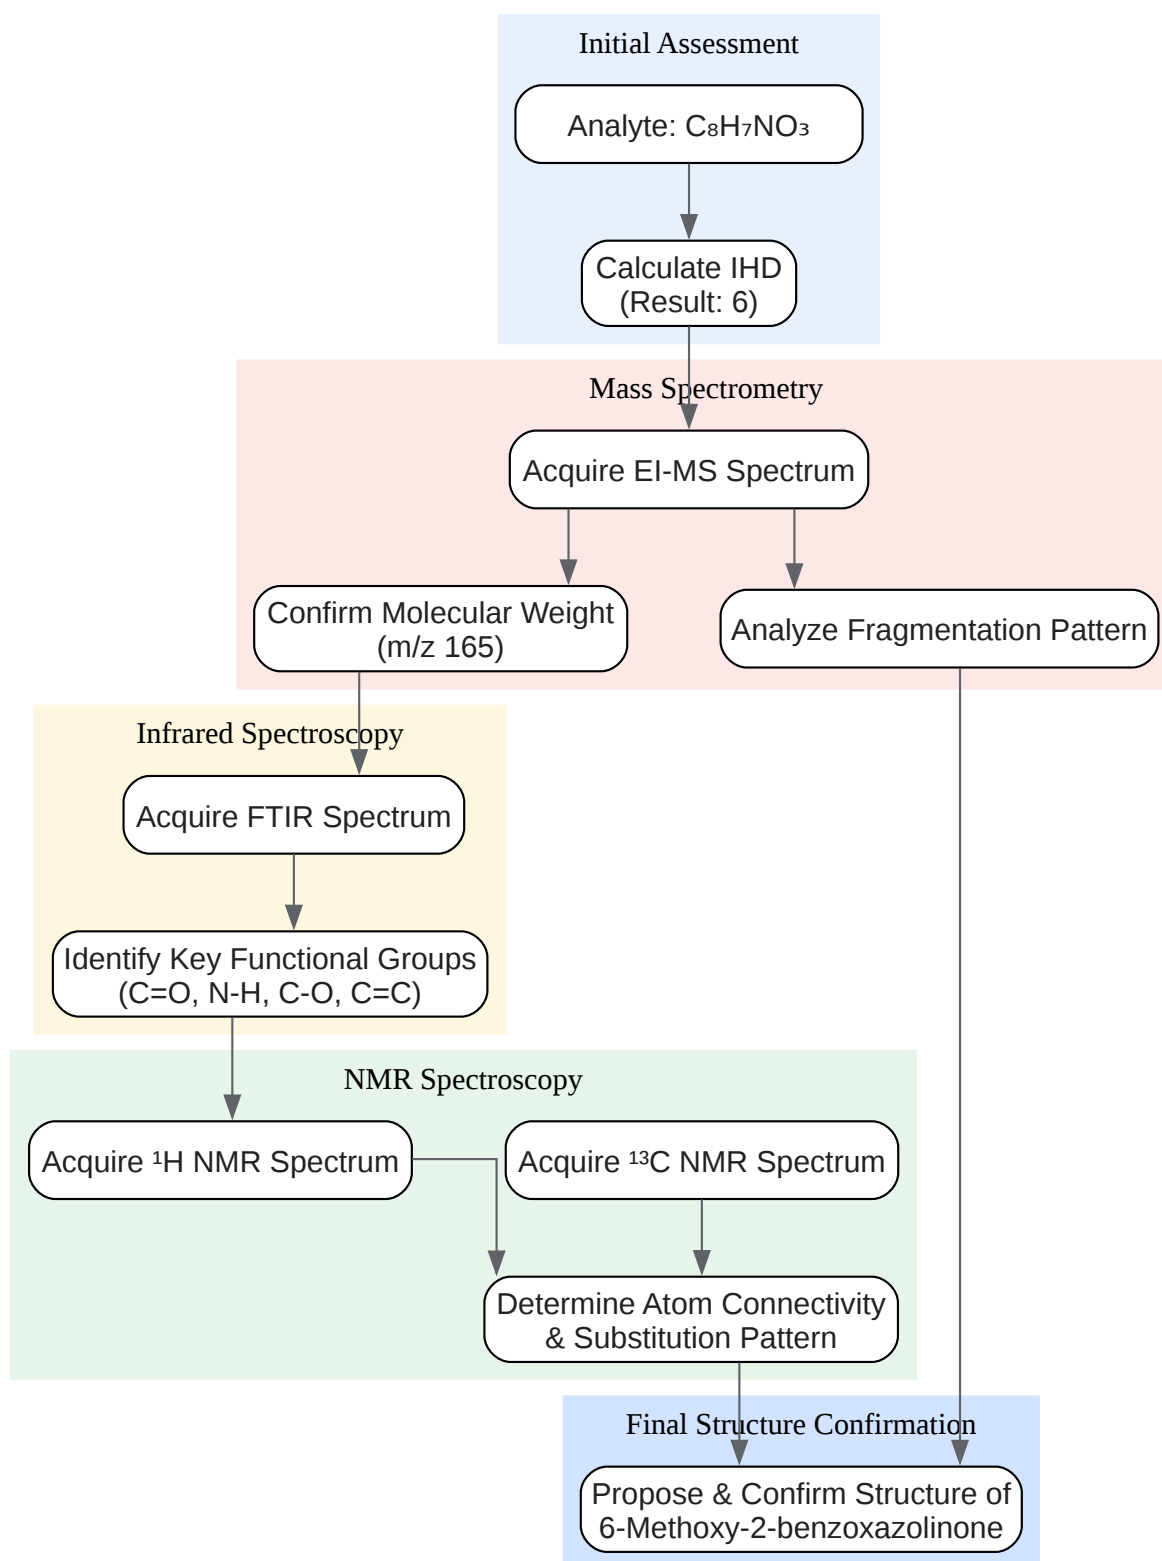 Initial Assessment
Analyte: C₈H₇NO₃
Calculate IHD
(Result: 6)
Mass Spectrometry
Acquire EI-MS Spectrum
Confirm Molecular Weight
(m/z 165)
Analyze Fragmentation Pattern
Infrared Spectroscopy
Acquire FTIR Spectrum
Identify Key Functional Groups
(C=O, N-H, C-O, C=C)
NMR Spectroscopy
Acquire ¹H NMR Spectrum
Acquire ¹³C NMR Spectrum
Determine Atom Connectivity
& Substitution Pattern
Final Structure Confirmation
Propose & Confirm Structure of
6-Methoxy-2-benzoxazolinone